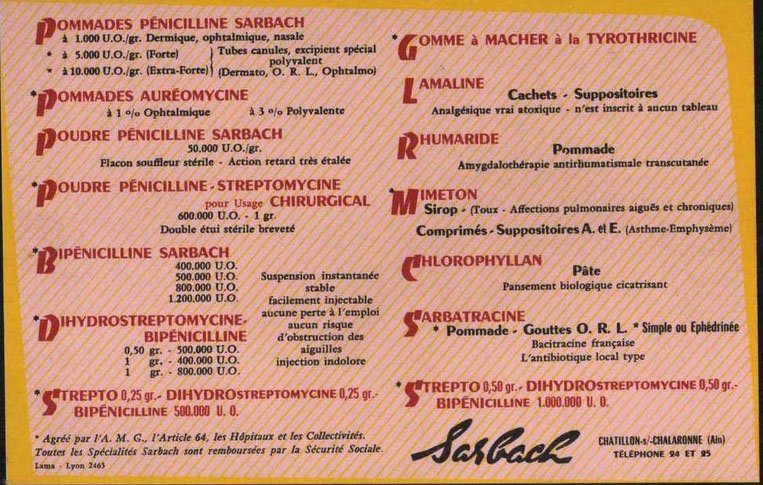 POMMADES PÉNICILLINE SARBACH
à 1.000 U.O./gr. Dermique, ophtalmique, nasale
* à 5.000 U.O./gr. (Forte)
* à 10.000 U.O./gr. (Extra-Forte)
Tubes canules, excipient spécial
polyvalent
(Dermato, O. R. L., Ophtalmo)
*POMMADES AURÉOMYCINE
à 1 o/o Ophtalmique à 3 o/o Polyvalente
POUDRE PÉNICILLINE SARBACH
50.000 U.O./gr.
Flacon souffleur stérile - Action retard très étalée
*POUDRE PÉNICILLINE-STREPTOMYCINE
pour Usage CHIRURGICAL
600.000 U.O. - 1 gr.
Double étui stérile breveté
*BIPÉNICILLINE SARBACH
400.000 U.O.
500.000 U.O.
800.000 U.O.
1.200.000 U.O.
*DIHYDROSTREPTOMYCINE-
BIPÉNICILLINE
0,50 gr. - 500.000 U.O.
1 gr. - 400.000 U.O.
1 gr. - 800.000 U.O.
Suspension instantanée
stable
facilement injectable
aucune perte à l'emploi
aucun risque
d'obstruction des
aiguilles
injection indolore
*STREPTO 0,25 gr.- DIHYDROSTREPTOMYCINE 0,25 gr.-
BIPÉNICILLINE 500.000 U. O.
* Agréé par l'A. M. G., l'Article 64, les Hôpitaux et les Collectivités.
Toutes les Spécialités Sarbach sont remboursées par la Sécurité Sociale
Lama - Lyon 2463
*GOMME à MACHER à la TYROTHRICINE
LAMALINE
Cachets - Suppositoires
Analgésique vrai atoxique - n'est inscrit à aucun tableau
RHUMARIDE
Pommade
Amygdalothérapie antirhumatismale transcutanée
*MIMETON
Sirop - (Toux - Affections pulmonaires aiguës et chroniques)
Comprimés - Suppositoires A. et E. (Asthme-Emphysème)
CHLOROPHYLLAN
Pâte
Pansement biologique cicatrisant
SARBATRACINE
* Pommade - Gouttes O. R. L. * Simple ou Ephédrinée
Bacitracine française
L'antibiotique local type
*STREPTO 0,50 gr.- DIHYDROSTREPTOMYCINE 0,50 gr.-
BIPÉNICILLINE 1.000.000 U. O.
Sarbach
CHATILLON-s/-CHALARONNE (Ain)
TÉLÉPHONE 24 ET 25